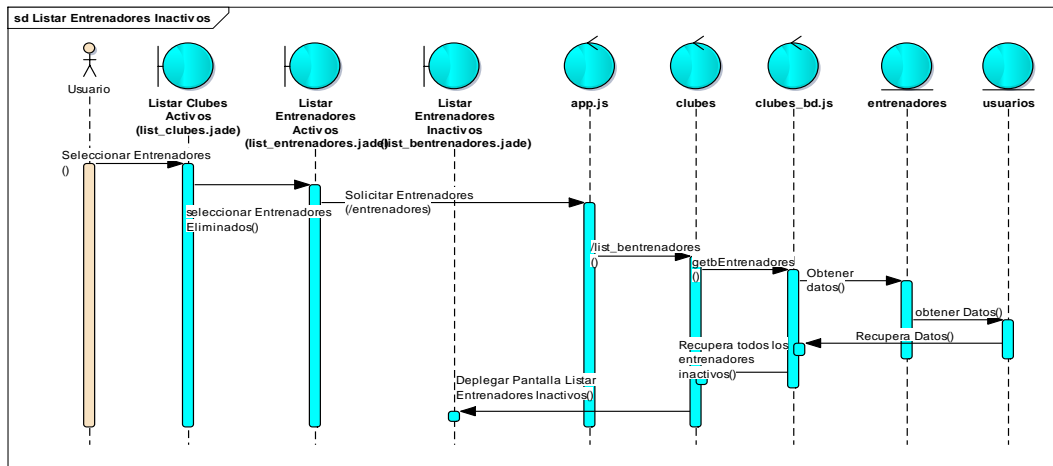 sd Listar Entrenadores Inactivos
Usuario
Listar Clubes
Activos
(list_clubes.jade)
Listar
Entrenadores
Activos
(list_entrenadores.jade)
Listar
Entrenadores
Inactivos
(list_bentrenadores.jade)
app.js
clubes
clubes_bd.js
entrenadores
usuarios
Seleccionar Entrenadores
()
seleccionar Entrenadores
Eliminados()
Solicitar Entrenadores
(/entrenadores)
/list_bentrenadores
()
getbEntrenadores
()
Obtener
datos()
obtener Datos()
Recupera Datos()
Recupera todos los
entrenadores
inactivos()
Deplegar Pantalla Listar
Entrenadores Inactivos()